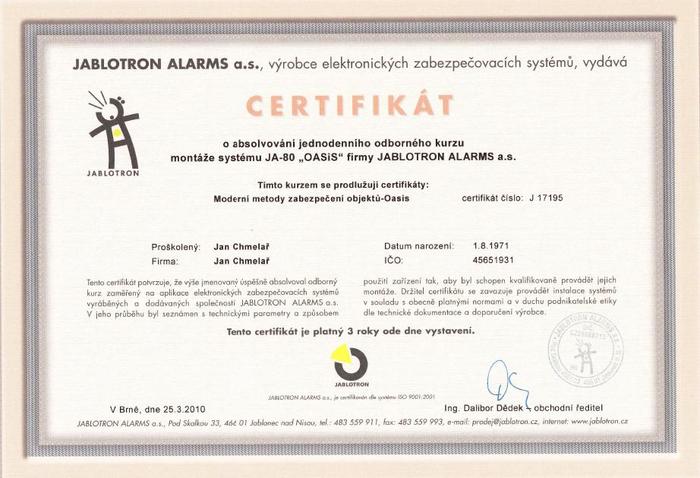 JABLOTRON ALARMS a.s., výrobce elektronických zabezpečovacích systémů, vydává
CERTIFIKÁT
JABLOTRON
o absolvování jednodenního odborného kurzu
montáže systému JA-80 „OASiS“ firmy JABLOTRON ALARMS a.s.
Tímto kurzem se prodlužují certifikáty:
Moderní metody zabezpečení objektů-Oasis certifikát číslo: J 17195
Proškolený: Jan Chmelař Datum narození: 1.8.1971
Firma: Jan Chmelař IČO: 45651931
Tento certifikát potvrzuje, že výše jmenovaný úspěšně absolvoval odborný
kurz zaměřený na aplikace elektronických zabezpečovacích systémů
vyráběných a dodávaných společností JABLOTRON ALARMS a.s.
V jeho průběhu byl seznámen s technickými parametry a způsobem
použití zařízení tak, aby byl schopen kvalifikovaně provádět jejich
montáže. Držitel certifikátu se zavazuje provádět instalace systémů
v souladu s obecně platnými normami a v duchu podnikatelské etiky
dle technické dokumentace a doporučení výrobce.
Tento certifikát je platný 3 roky ode dne vystavení.
JABLOTRON
JABLOTRON ALARMS a.s., je certifikován dle systému ISO 9001:2001
V Brně, dne 25.3.2010
Ing. Dalibor Dědek – obchodní ředitel
JABLOTRON ALARMS a.s., Pod Skalkou 33, 466 01 Jablonec nad Nisou, tel.: 483 559 911, fax: 483 559 993, e-mail: prodej@jablotron.cz, internet: www.jablotron.cz